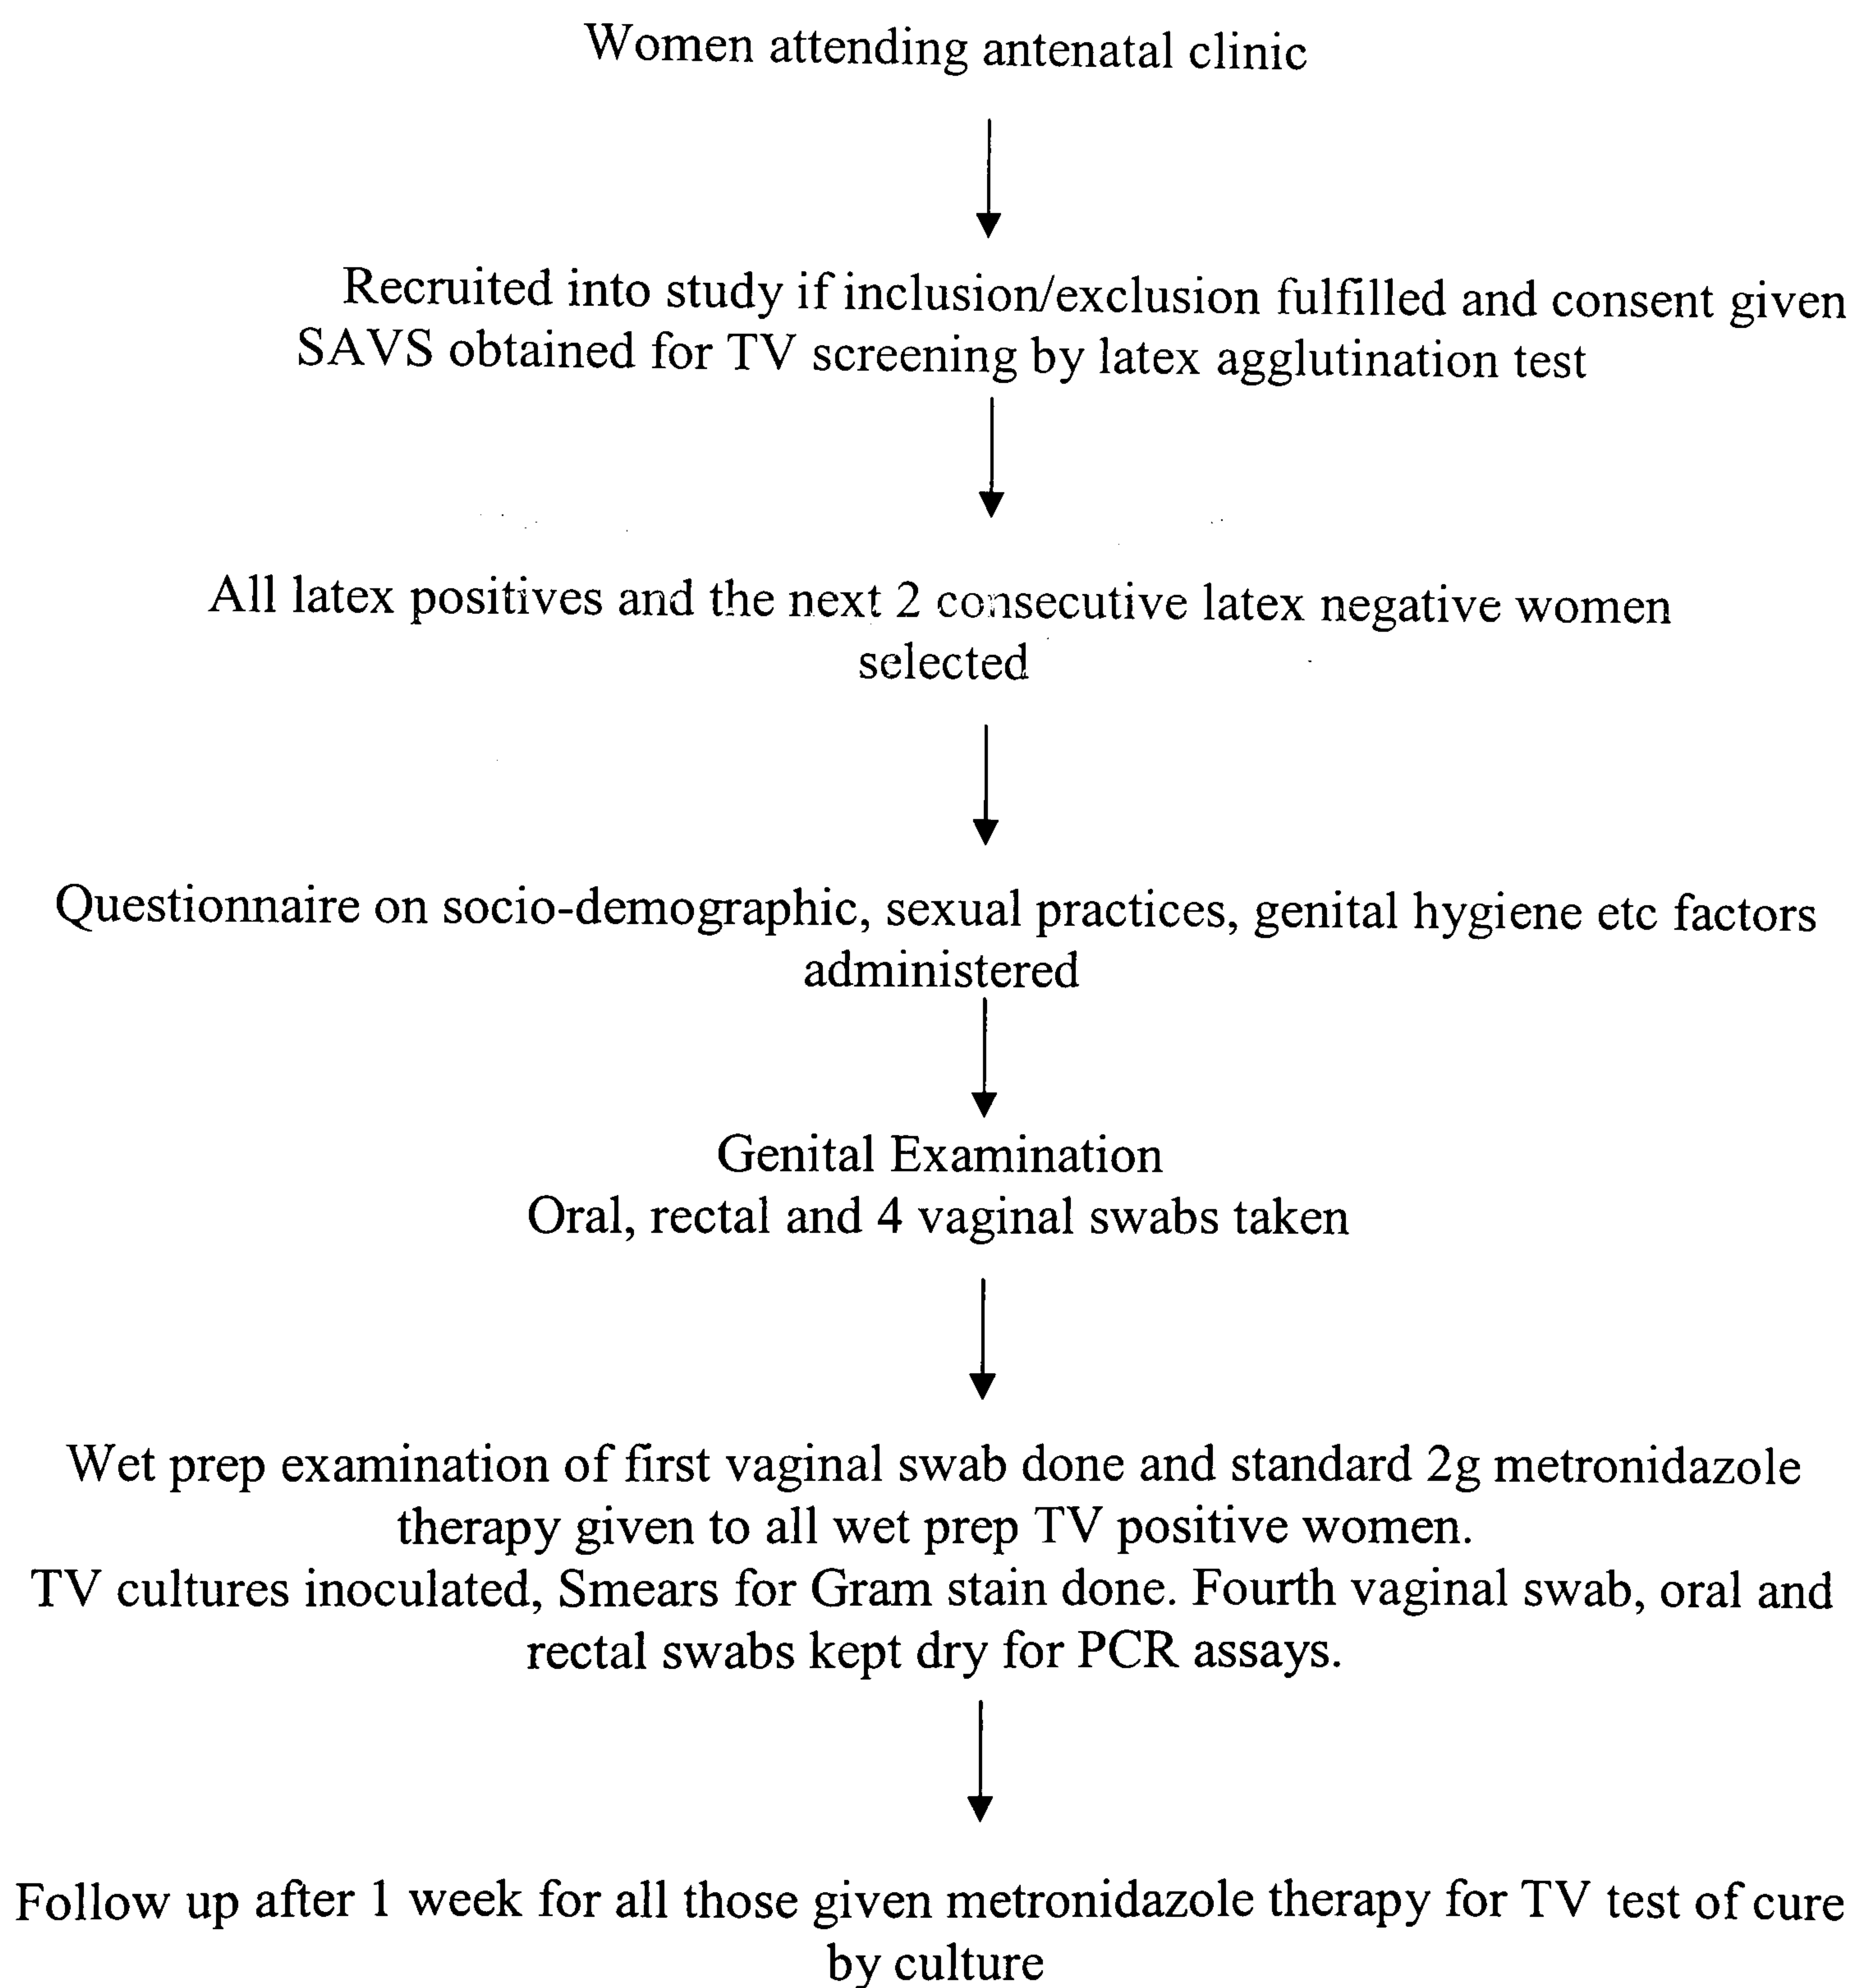 Women attending antenatal clinic
Recruited into study if inclusion/exclusion fulfilled and consent given
SAVS obtained for TV screening by latex agglutination test
All latex positives and the next 2 consecutive latex negative women
selected
Questionnaire on socio-demographic, sexual practices, genital hygiene etc factors
administered
Genital Examination
Oral, rectal and 4 vaginal swabs taken
Wet prep examination of first vaginal swab done and standard 2g metronidazole
therapy given to all wet prep TV positive women.
TV cultures inoculated, Smears for Gram stain done. Fourth vaginal swab, oral and
rectal swabs kept dry for PCR assays.
Follow up after 1 week for all those given metronidazole therapy for TV test of cure
by culture